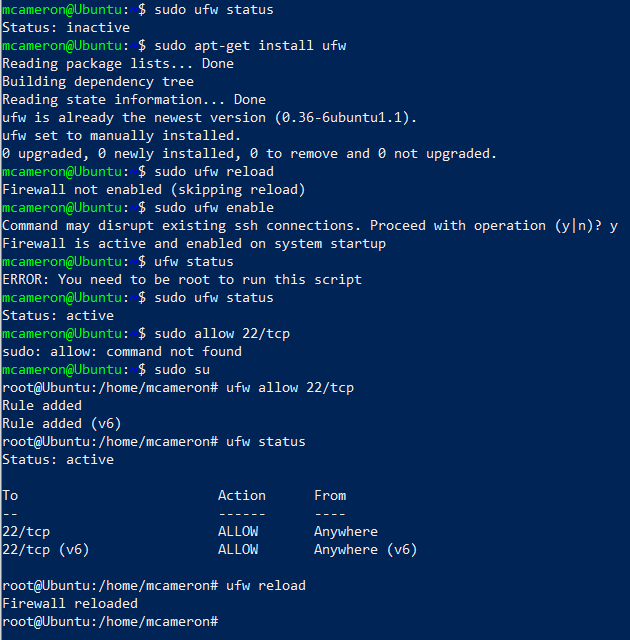 mcameron@Ubuntu:~$ sudo ufw status
Status: inactive
mcameron@Ubuntu:~$ sudo apt-get install ufw
Reading package lists... Done
Building dependency tree
Reading state information... Done
ufw is already the newest version (0.36-6ubuntu1.1).
ufw set to manually installed.
0 upgraded, 0 newly installed, 0 to remove and 0 not upgraded.
mcameron@Ubuntu:~$ sudo ufw reload
Firewall not enabled (skipping reload)
mcameron@Ubuntu:~$ sudo ufw enable
Command may disrupt existing ssh connections. Proceed with operation (y|n)? y
Firewall is active and enabled on system startup
mcameron@Ubuntu:~$ ufw status
ERROR: You need to be root to run this script
mcameron@Ubuntu:~$ sudo ufw status
Status: active
mcameron@Ubuntu:~$ sudo allow 22/tcp
sudo: allow: command not found
mcameron@Ubuntu:~$ sudo su
root@Ubuntu:/home/mcameron# ufw allow 22/tcp
Rule added
Rule added (v6)
root@Ubuntu:/home/mcameron# ufw status
Status: active

To                         Action      From
--                         ------      ----
22/tcp                     ALLOW       Anywhere
22/tcp (v6)                ALLOW       Anywhere (v6)

root@Ubuntu:/home/mcameron# ufw reload
Firewall reloaded
root@Ubuntu:/home/mcameron#